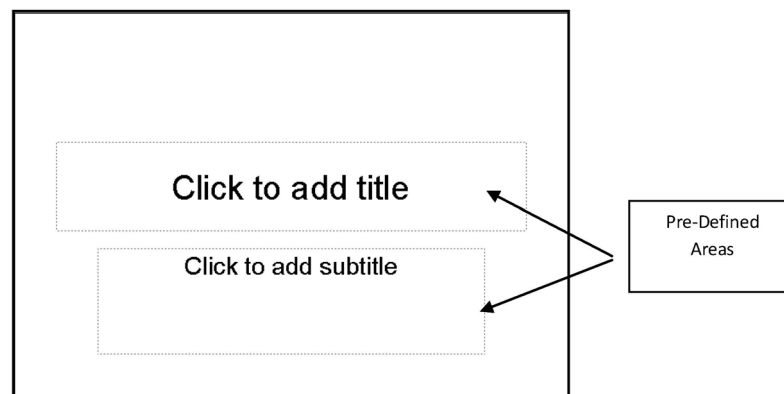 Click to add title
Click to add subtitle
Pre-Defined
Areas